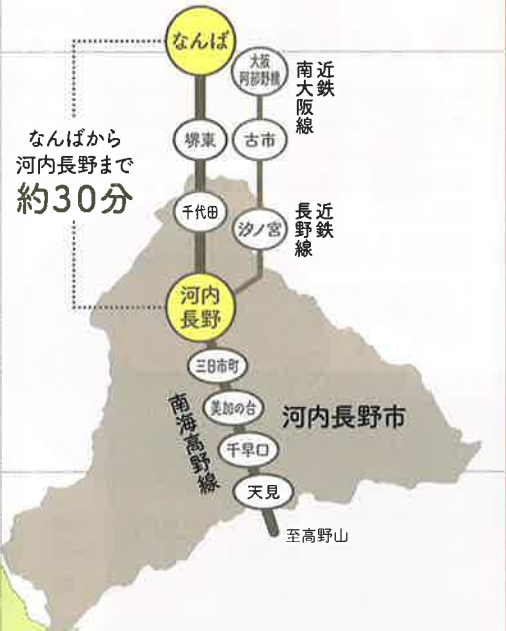 なんば
大阪
阿部野橋
近鉄
南大阪線
なんばから
河内長野まで
約30分
堺東
古市
千代田
汐ノ宮
近鉄
長野線
河内
長野
三日市町
美加の台
河内長野市
南海高野線
千早口
天見
至高野山